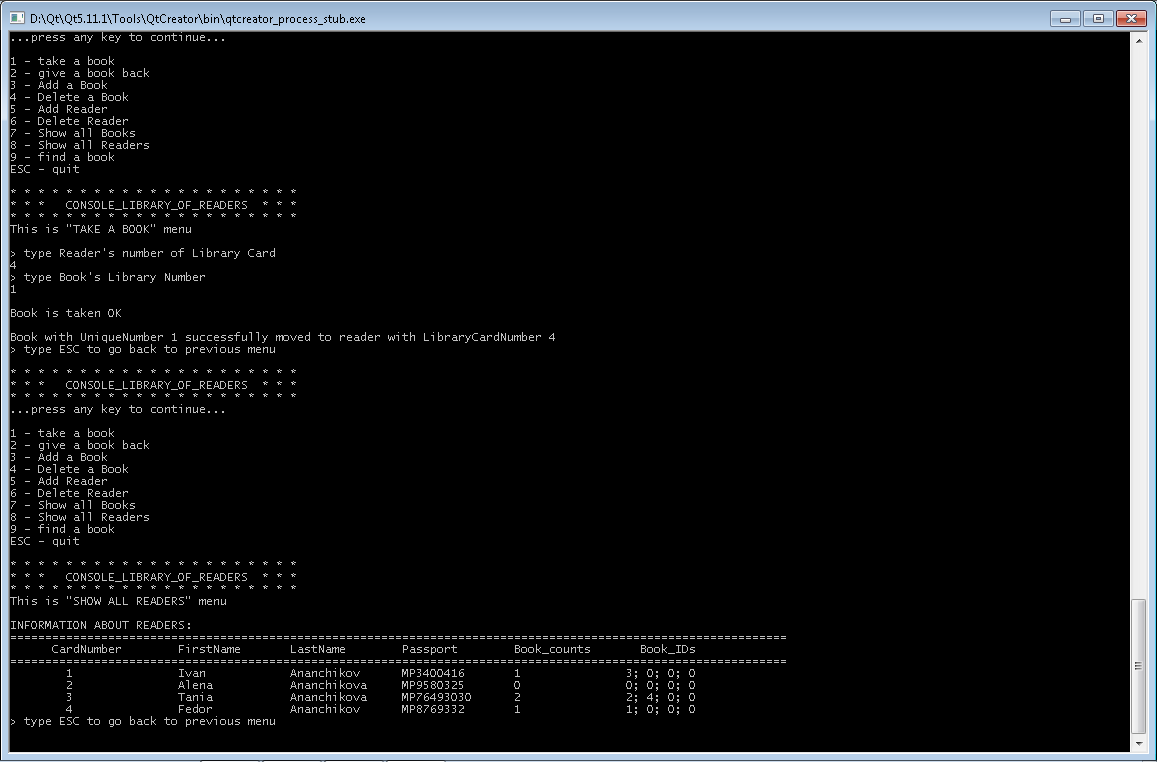 D:\Qt\Qt5.11.1\Tools\QtCreator\bin\qtcreator_process_stub.exe
...press any key to continue...
1 - take a book
2 - give a book back
3 - Add a Book
4 - Delete a Book
5 - Add Reader
6 - Delete Reader
7 - Show all Books
8 - Show all Readers
9 - find a book
ESC - quit
* * * * * * * * * * * * * * * * * * * * *
* * *   CONSOLE_LIBRARY_OF_READERS  * * *
* * * * * * * * * * * * * * * * * * * * *
This is "TAKE A BOOK" menu
> type Reader's number of Library Card
4
> type Book's Library Number
1
Book is taken OK
Book with UniqueNumber 1 successfully moved to reader with LibraryCardNumber 4
> type ESC to go back to previous menu
* * * * * * * * * * * * * * * * * * * * *
* * *   CONSOLE_LIBRARY_OF_READERS  * * *
* * * * * * * * * * * * * * * * * * * * *
...press any key to continue...
1 - take a book
2 - give a book back
3 - Add a Book
4 - Delete a Book
5 - Add Reader
6 - Delete Reader
7 - Show all Books
8 - Show all Readers
9 - find a book
ESC - quit
* * * * * * * * * * * * * * * * * * * * *
* * *   CONSOLE_LIBRARY_OF_READERS  * * *
* * * * * * * * * * * * * * * * * * * * *
This is "SHOW ALL READERS" menu
INFORMATION ABOUT READERS:
===============================================================================================================
CardNumber FirstName LastName Passport Book_counts Book_IDs
===============================================================================================================
1 Ivan Ananchikov MP3400416 1 3; 0; 0; 0
2 Alena Ananchikova MP9580325 0 0; 0; 0; 0
3 Tania Ananchikova MP76493030 2 2; 4; 0; 0
4 Fedor Ananchikov MP8769332 1 1; 0; 0; 0
> type ESC to go back to previous menu